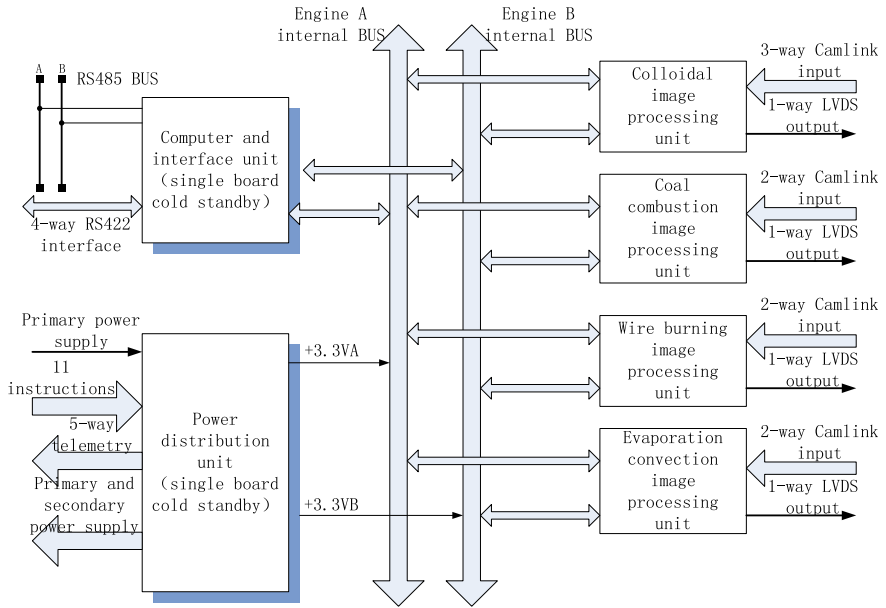 Engine A
internal BUS
Engine B
internal BUS
A
B
RS485 BUS
Computer and
interface unit
(single board
cold standby)
4-way RS422
interface
Primary power
supply
11
instructions
5-way
telemetry
Primary and
secondary
power supply
Power
distribution
unit
(single board
cold standby)
+3.3VA
+3.3VB
Colloidal
image
processing
unit
3-way Camlink
input
1-way LVDS
output
Coal
combustion
image
processing
unit
2-way Camlink
input
1-way LVDS
output
Wire burning
image
processing
unit
2-way Camlink
input
1-way LVDS
output
Evaporation
convection
image
processing
unit
2-way Camlink
input
1-way LVDS
output